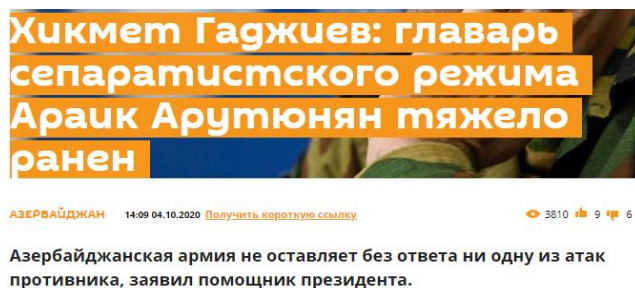 Хикмет Гаджиев: главарь
сепаратистского режима
Араик Арутюнян тяжело
ранен
АЗЕРБАЙДЖАН 14:09 04.10.2020 Получить короткую ссылку 3810 9 6
Азербайджанская армия не оставляет без ответа ни одну из атак
противника, заявил помощник президента.